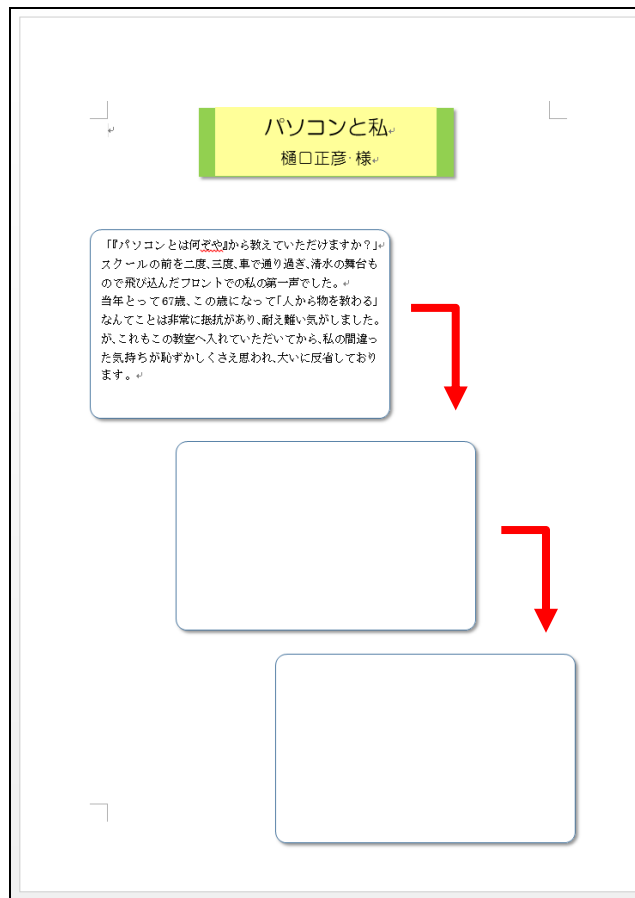 パソコンと私
樋口正彦 様
「『パソコンとは何ぞや』から教えていただけますか？」
スクールの前を二度、三度、車で通り過ぎ、清水の舞台も
ので飛び込んだフロントでの私の第一声でした。
当年とって67歳、この歳になって「人から物を教わる」
なんてことは非常に抵抗があり、耐え難い気がしました。
が、これもこの教室へ入れていただいてから、私の間違っ
た気持ちが恥ずかしくさえ思われ、大いに反省しており
ます。